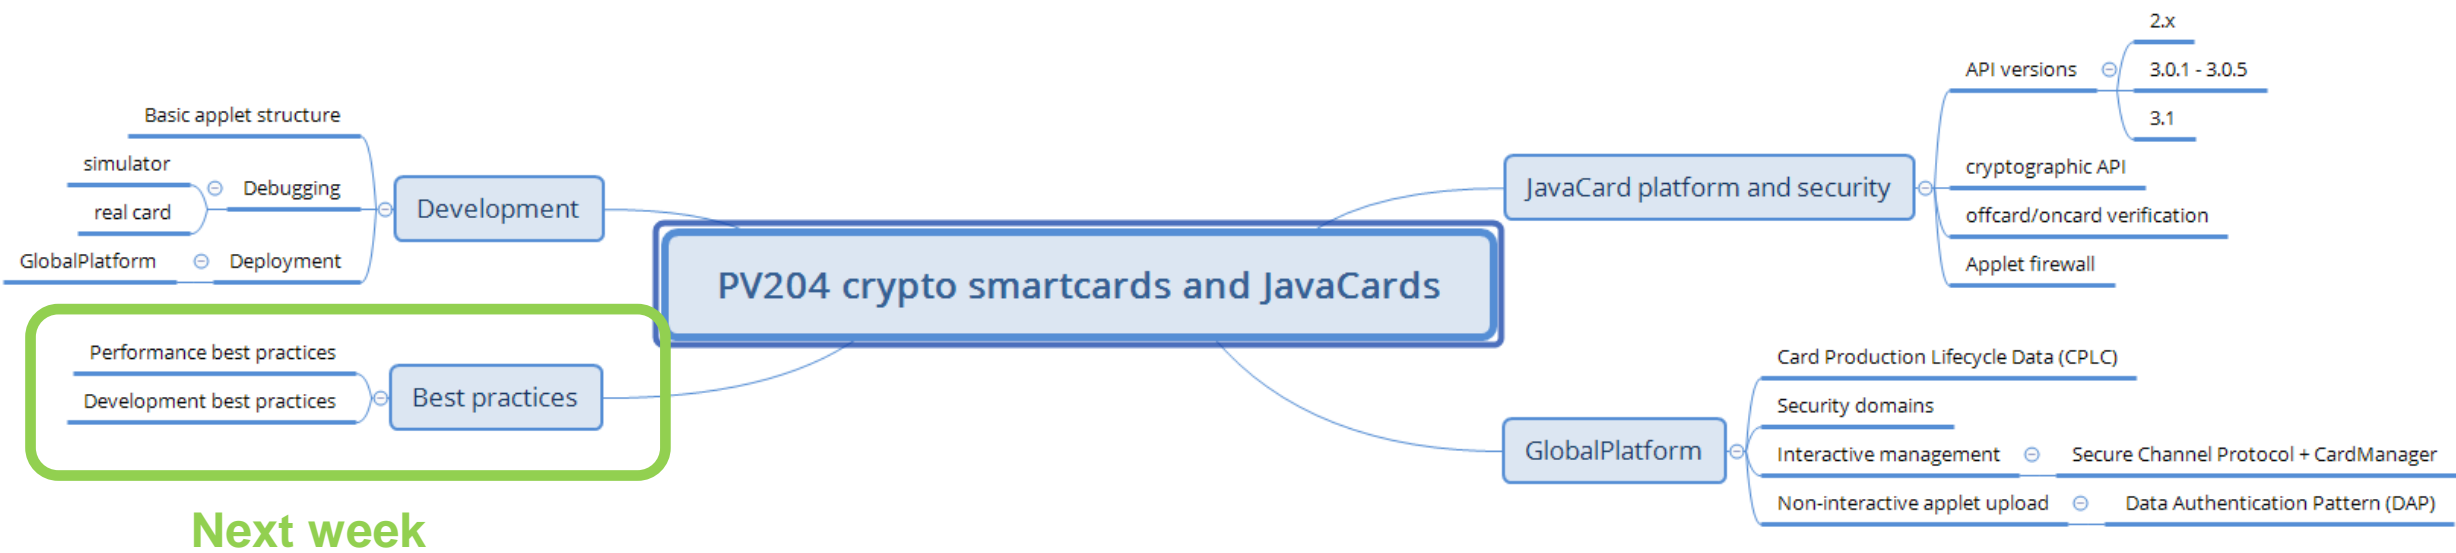 PV204 crypto smartcards and JavaCards
Development
Basic applet structure
Debugging
simulator
real card
Deployment
GlobalPlatform
Best practices
Performance best practices
Development best practices
Next week
JavaCard platform and security
API versions
2.x
3.0.1 - 3.0.5
3.1
cryptographic API
offcard/oncard verification
Applet firewall
GlobalPlatform
Card Production Lifecycle Data (CPLC)
Security domains
Interactive management
Secure Channel Protocol + CardManager
Non-interactive applet upload
Data Authentication Pattern (DAP)